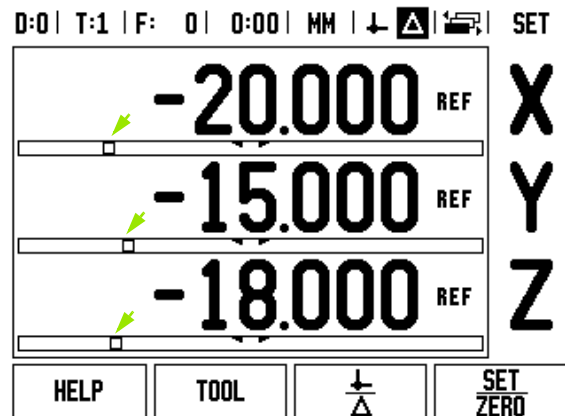 D:0| T:1 | F: 0| 0:00| MM | Δ | | SET
-20.000 REF X
-15.000 REF Y
-18.000 REF Z
HELP TOOL Δ SET
ZERO